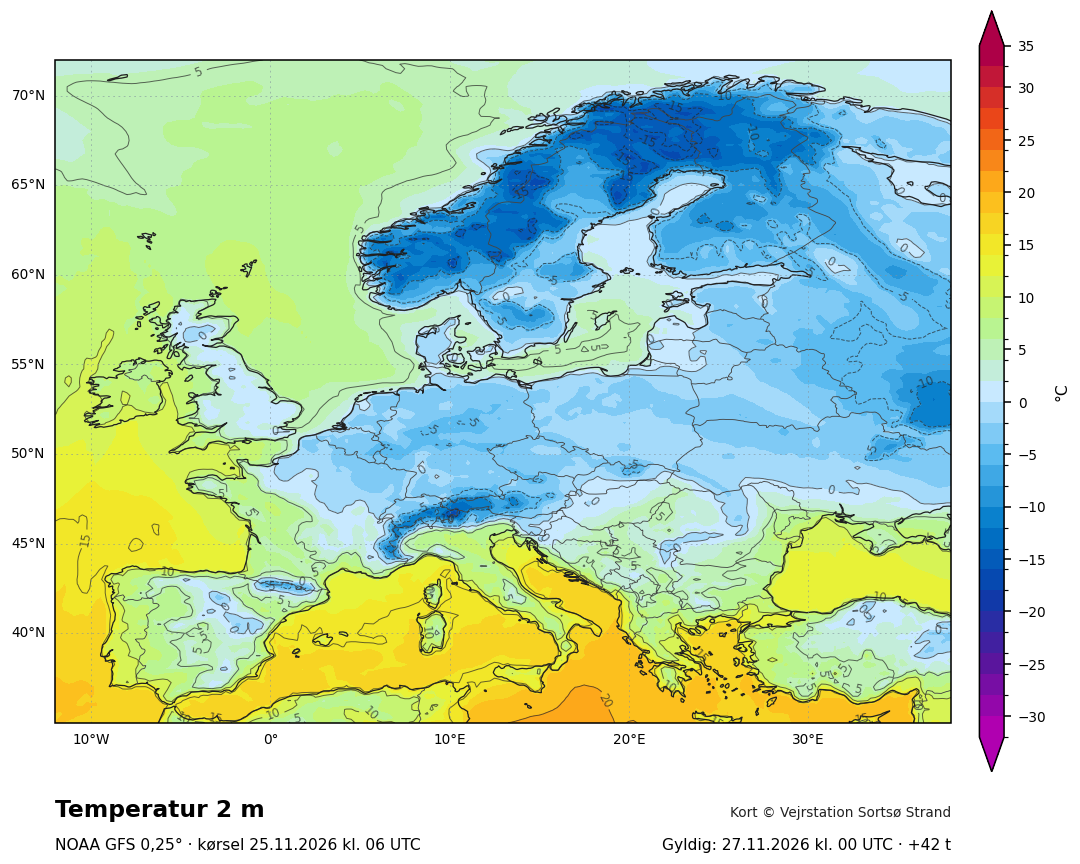 70°N
65°N
60°N
55°N
50°N
45°N
40°N
10°W
0°
10°E
20°E
30°E
35
30
25
20
15
10
5
0
−5
−10
−15
−20
−25
−30
°C
Temperatur 2 m
Kort © Vejrstation Sortsø Strand
NOAA GFS 0,25° · kørsel 25.11.2026 kl. 06 UTC
Gyldig: 27.11.2026 kl. 00 UTC · +42 t